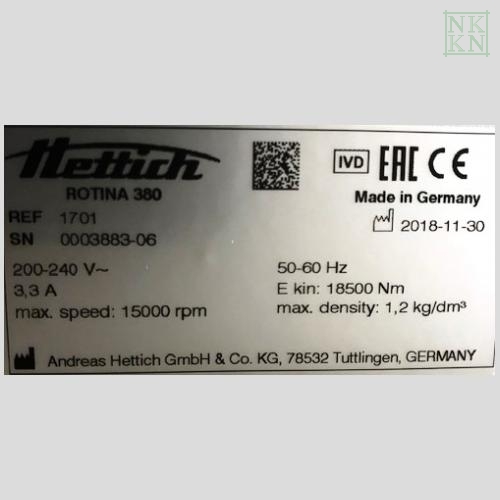 NK
KN
Hettich
ROTINA 380
IVD EAC CE
Made in Germany
2018-11-30
REF 1701
SN 0003883-06
200-240 V~
3,3 A
max. speed: 15000 rpm
50-60 Hz
E kin: 18500 Nm
max. density: 1,2 kg/dm³
Andreas Hettich GmbH & Co. KG, 78532 Tuttlingen, GERMANY